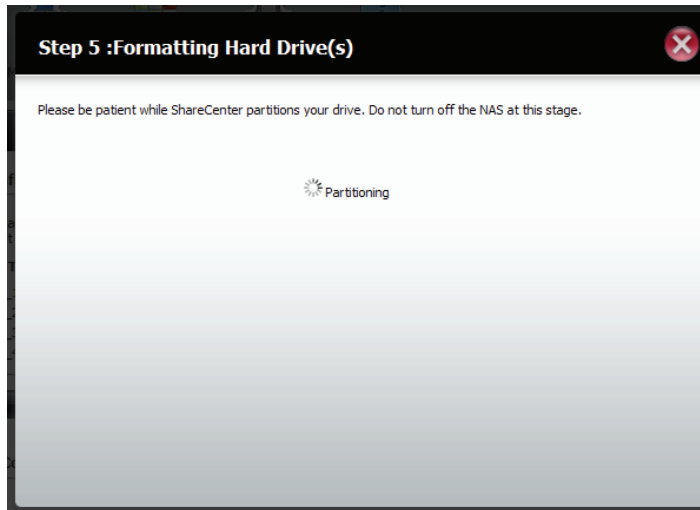 Step 5 :Formatting Hard Drive(s)
Please be patient while ShareCenter partitions your drive. Do not turn off the NAS at this stage.
Partitioning